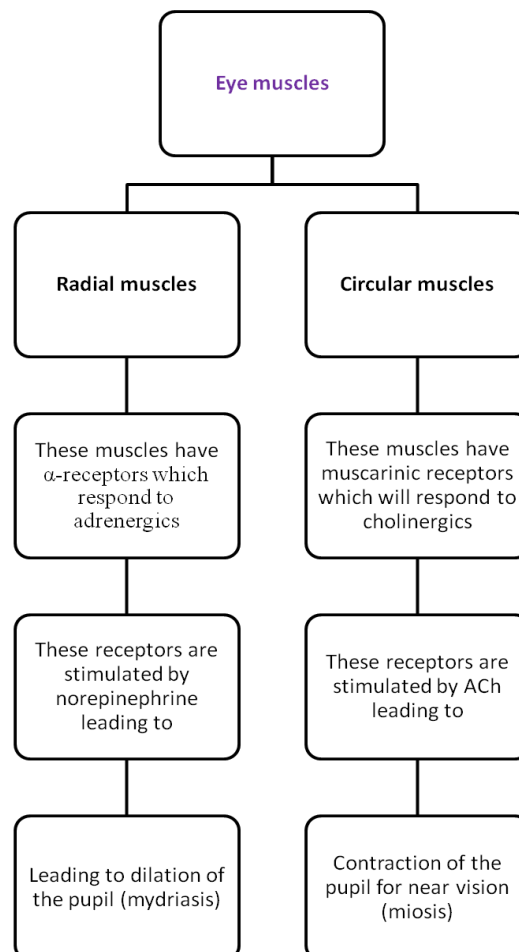 Eye muscles
Radial muscles
Circular muscles
These muscles have
α-receptors which
respond to
adrenergics
These muscles have
muscarinic receptors
which will respond to
cholinergics
These receptors are
stimulated by
norepinephrine
leading to
These receptors are
stimulated by ACh
leading to
Leading to dilation of
the pupil (mydriasis)
Contraction of the
pupil for near vision
(miosis)